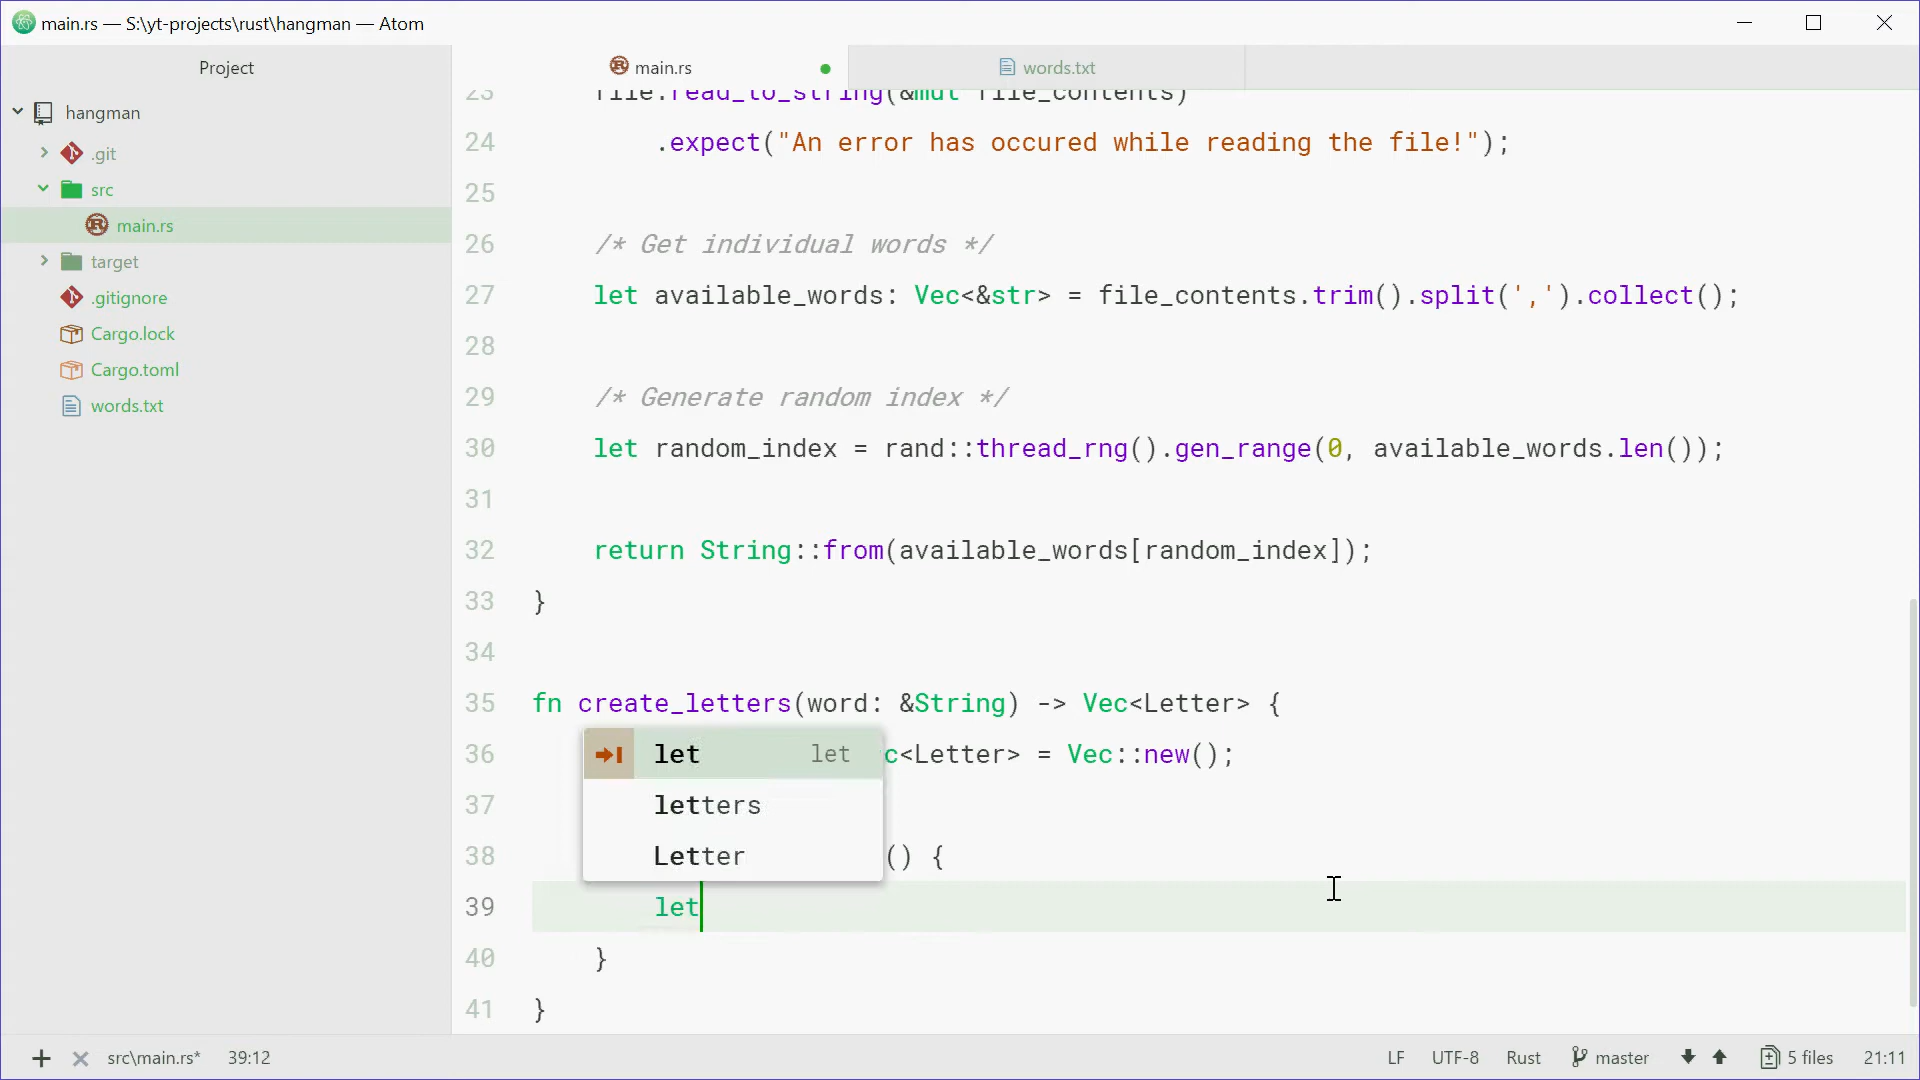 main.rs — S:\yt-projects\rust\hangman — Atom
Project
main.rs
words.txt
hangman
.git
src
main.rs
target
.gitignore
Cargo.lock
Cargo.toml
words.txt
23 file.read_to_string(&mut file_contents)
24 .expect("An error has occured while reading the file!");
25
26 /* Get individual words */
27 let available_words: Vec<&str> = file_contents.trim().split(',').collect();
28
29 /* Generate random index */
30 let random_index = rand::thread_rng().gen_range(0, available_words.len());
31
32 return String::from(available_words[random_index]);
33 }
34
35 fn create_letters(word: &String) -> Vec<Letter> {
36 c<Letter> = Vec::new();
let let
letters
Letter
37
38 () {
39 let
40 }
41 }
src\main.rs* 39:12
LF UTF-8 Rust master 5 files 21:11